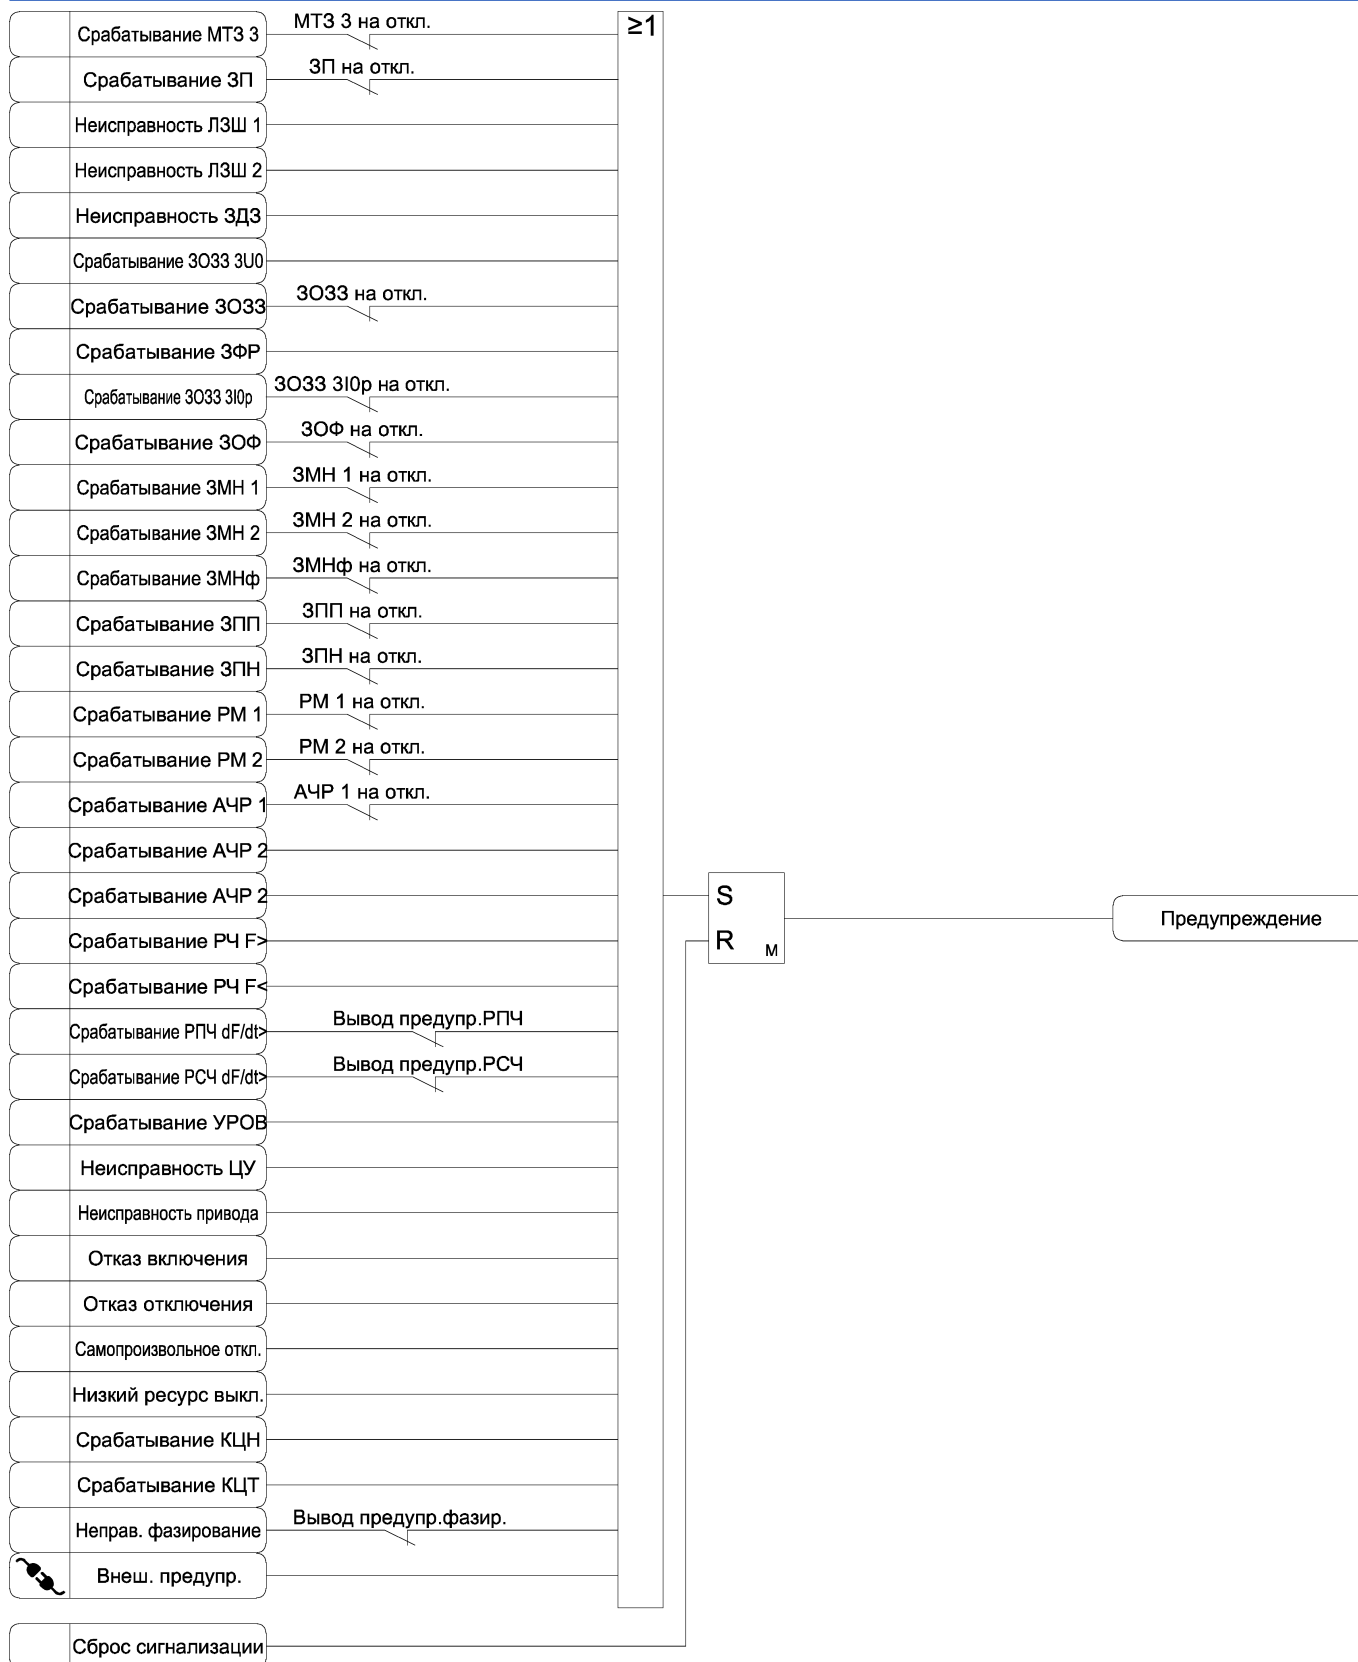 Срабатывание МТЗ 3
МТЗ 3 на откл.
≥1
Срабатывание ЗП
ЗП на откл.
Неисправность ЛЗШ 1
Неисправность ЛЗШ 2
Неисправность ЗДЗ
Срабатывание ЗОЗЗ 3U0
Срабатывание ЗОЗЗ
ЗОЗЗ на откл.
Срабатывание ЗФР
Срабатывание ЗОЗЗ 3I0р
ЗОЗЗ 3I0р на откл.
Срабатывание ЗОФ
ЗОФ на откл.
Срабатывание ЗМН 1
ЗМН 1 на откл.
Срабатывание ЗМН 2
ЗМН 2 на откл.
Срабатывание ЗМНф
ЗМНф на откл.
Срабатывание ЗПП
ЗПП на откл.
Срабатывание ЗПН
ЗПН на откл.
Срабатывание РМ 1
РМ 1 на откл.
Срабатывание РМ 2
РМ 2 на откл.
Срабатывание АЧР 1
АЧР 1 на откл.
Срабатывание АЧР 2
Срабатывание АЧР 2
S
Предупреждение
Срабатывание РЧ F>
R
M
Срабатывание РЧ F<
Срабатывание РПЧ dF/dt>
Вывод предупр.РПЧ
Срабатывание РСЧ dF/dt>
Вывод предупр.РСЧ
Срабатывание УРОВ
Неисправность ЦУ
Неисправность привода
Отказ включения
Отказ отключения
Самопроизвольное откл.
Низкий ресурс выкл.
Срабатывание КЦН
Срабатывание КЦТ
Неправ. фазирование
Вывод предупр.фазир.
Внеш. предупр.
Сброс сигнализации